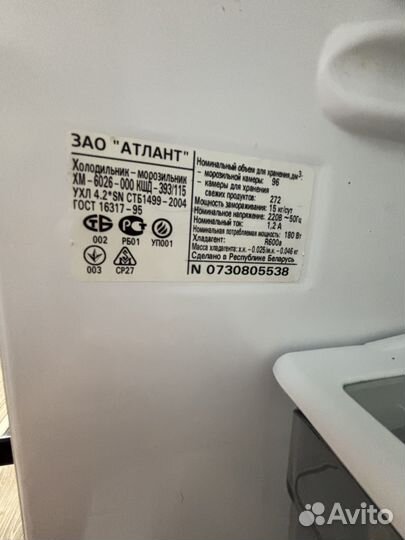 ЗАО "АТЛАНТ"
Холодильник – морозильник
ХМ – 6026 – 000 КШД – 393/115
УХЛ 4.2*SN СТБ1499 – 2004
ГОСТ 16317 – 95
002 РБ01 УП001
003 СР27
Номинальный объем для хранения,дм3:
– морозильной камеры: 96
– камеры для хранения
свежих продуктов: 272
Мощность замораживания: 15 кг/сут
Номинальное напряжение: 220В ~50Гц
Номинальный ток: 1,2 А
Номинальная потребляемая мощность: 180 Вт
Хладагент: R600a
Масса хладагента: х.к. – 0.025/м.к. – 0.046 кг
Сделано в Республике Беларусь
N 0730805538
Avito